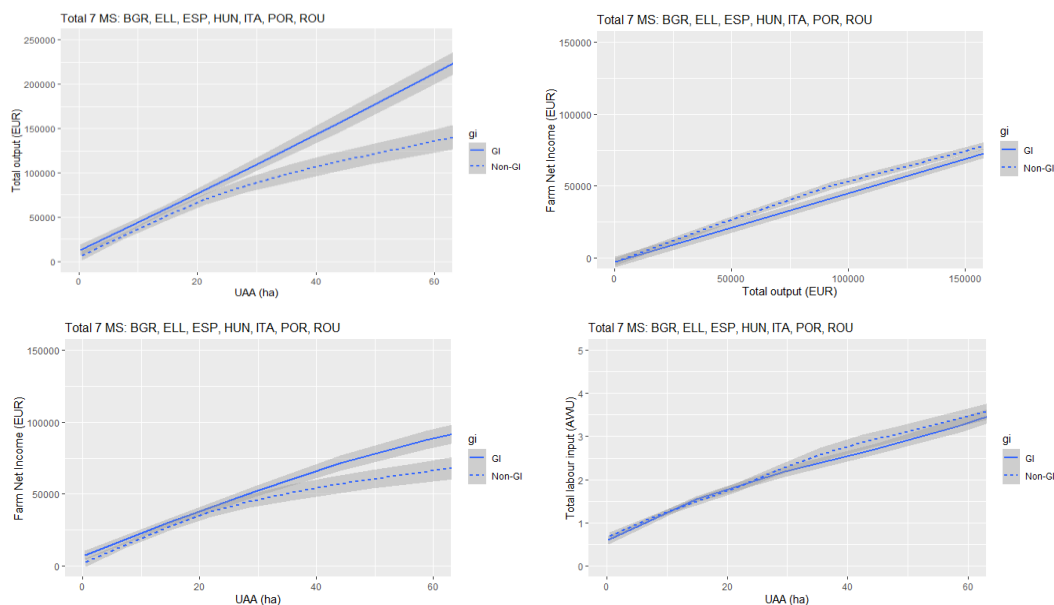 Total 7 MS: BGR, ELL, ESP, HUN, ITA, POR, ROU
250000
200000
150000
100000
50000
0
Total output (EUR)
0
20
40
60
UAA (ha)
gi
GI
Non-GI
Total 7 MS: BGR, ELL, ESP, HUN, ITA, POR, ROU
150000
100000
50000
0
Farm Net Income (EUR)
50000
100000
150000
Total output (EUR)
gi
GI
Non-GI
Total 7 MS: BGR, ELL, ESP, HUN, ITA, POR, ROU
150000
100000
50000
0
Farm Net Income (EUR)
0
20
40
60
UAA (ha)
gi
GI
Non-GI
Total 7 MS: BGR, ELL, ESP, HUN, ITA, POR, ROU
5
4
3
2
1
0
Total labour input (AWU)
0
20
40
60
UAA (ha)
gi
GI
Non-GI